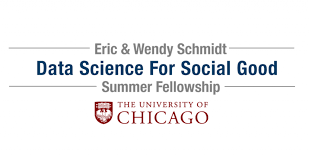 Eric & Wendy Schmidt
Data Science For Social Good
Summer Fellowship
THE UNIVERSITY OF
CHICAGO